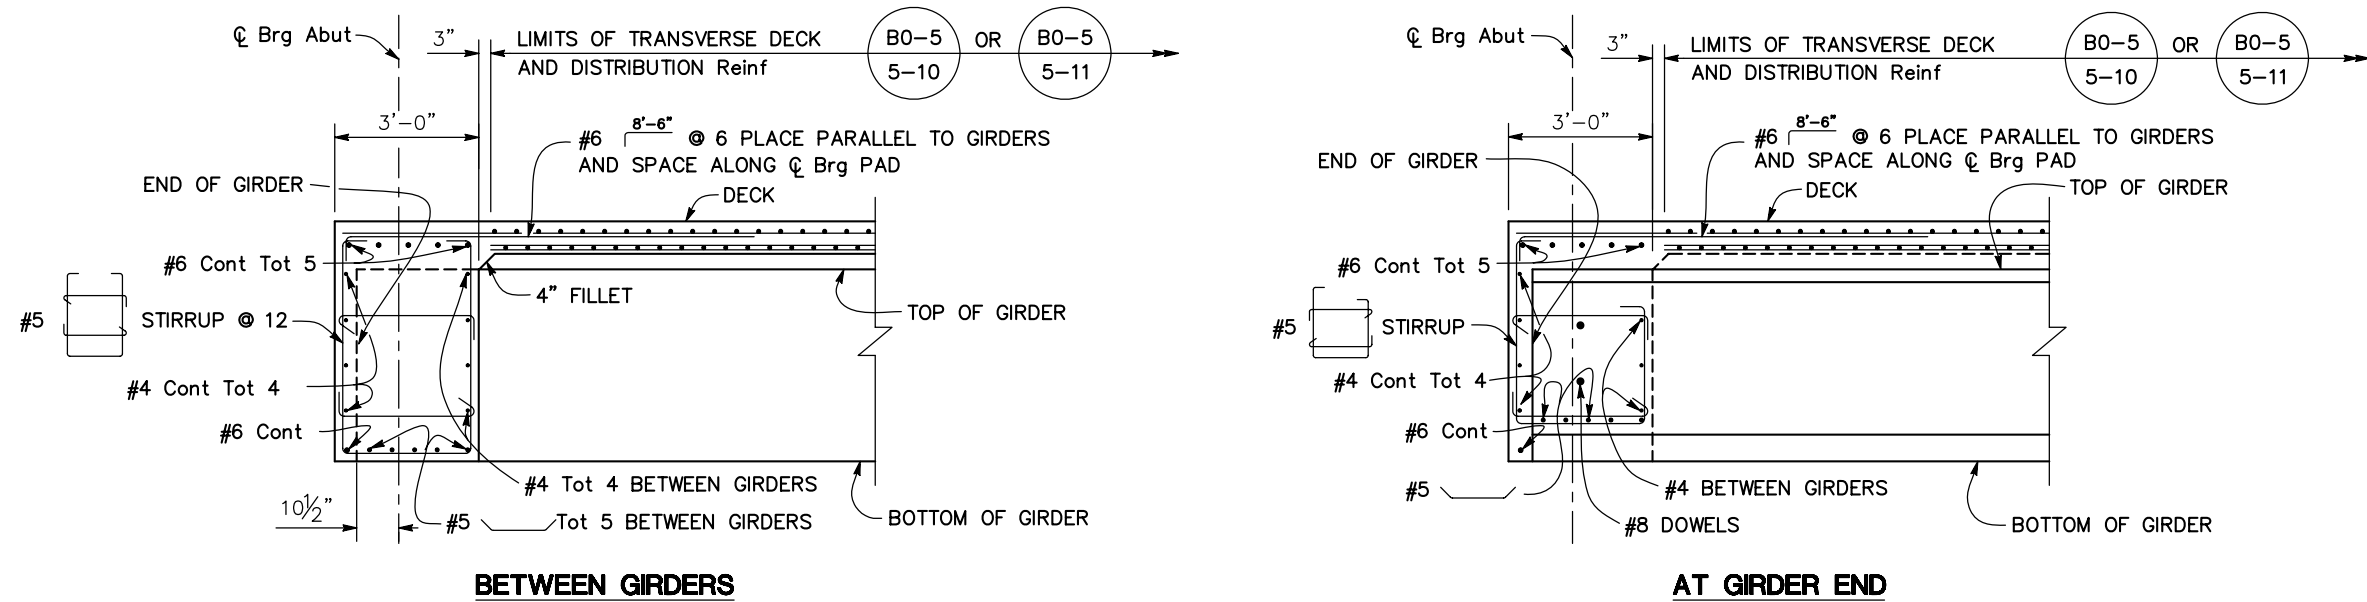 ℄ Brg Abut
3"
LIMITS OF TRANSVERSE DECK
AND DISTRIBUTION Reinf
B0-5
5-10
OR
B0-5
5-11
3'-0"
#6 8'-6" @ 6 PLACE PARALLEL TO GIRDERS
AND SPACE ALONG ℄ Brg PAD
END OF GIRDER
DECK
#6 Cont Tot 5
4" FILLET
TOP OF GIRDER
#5 STIRRUP @ 12
#4 Cont Tot 4
#6 Cont
#4 Tot 4 BETWEEN GIRDERS
10½"
#5 Tot 5 BETWEEN GIRDERS
BOTTOM OF GIRDER
BETWEEN GIRDERS
℄ Brg Abut
3"
LIMITS OF TRANSVERSE DECK
AND DISTRIBUTION Reinf
B0-5
5-10
OR
B0-5
5-11
3'-0"
#6 8'-6" @ 6 PLACE PARALLEL TO GIRDERS
AND SPACE ALONG ℄ Brg PAD
END OF GIRDER
DECK
TOP OF GIRDER
#6 Cont Tot 5
#5 STIRRUP
#4 Cont Tot 4
#6 Cont
#5
#4 BETWEEN GIRDERS
#8 DOWELS
BOTTOM OF GIRDER
AT GIRDER END